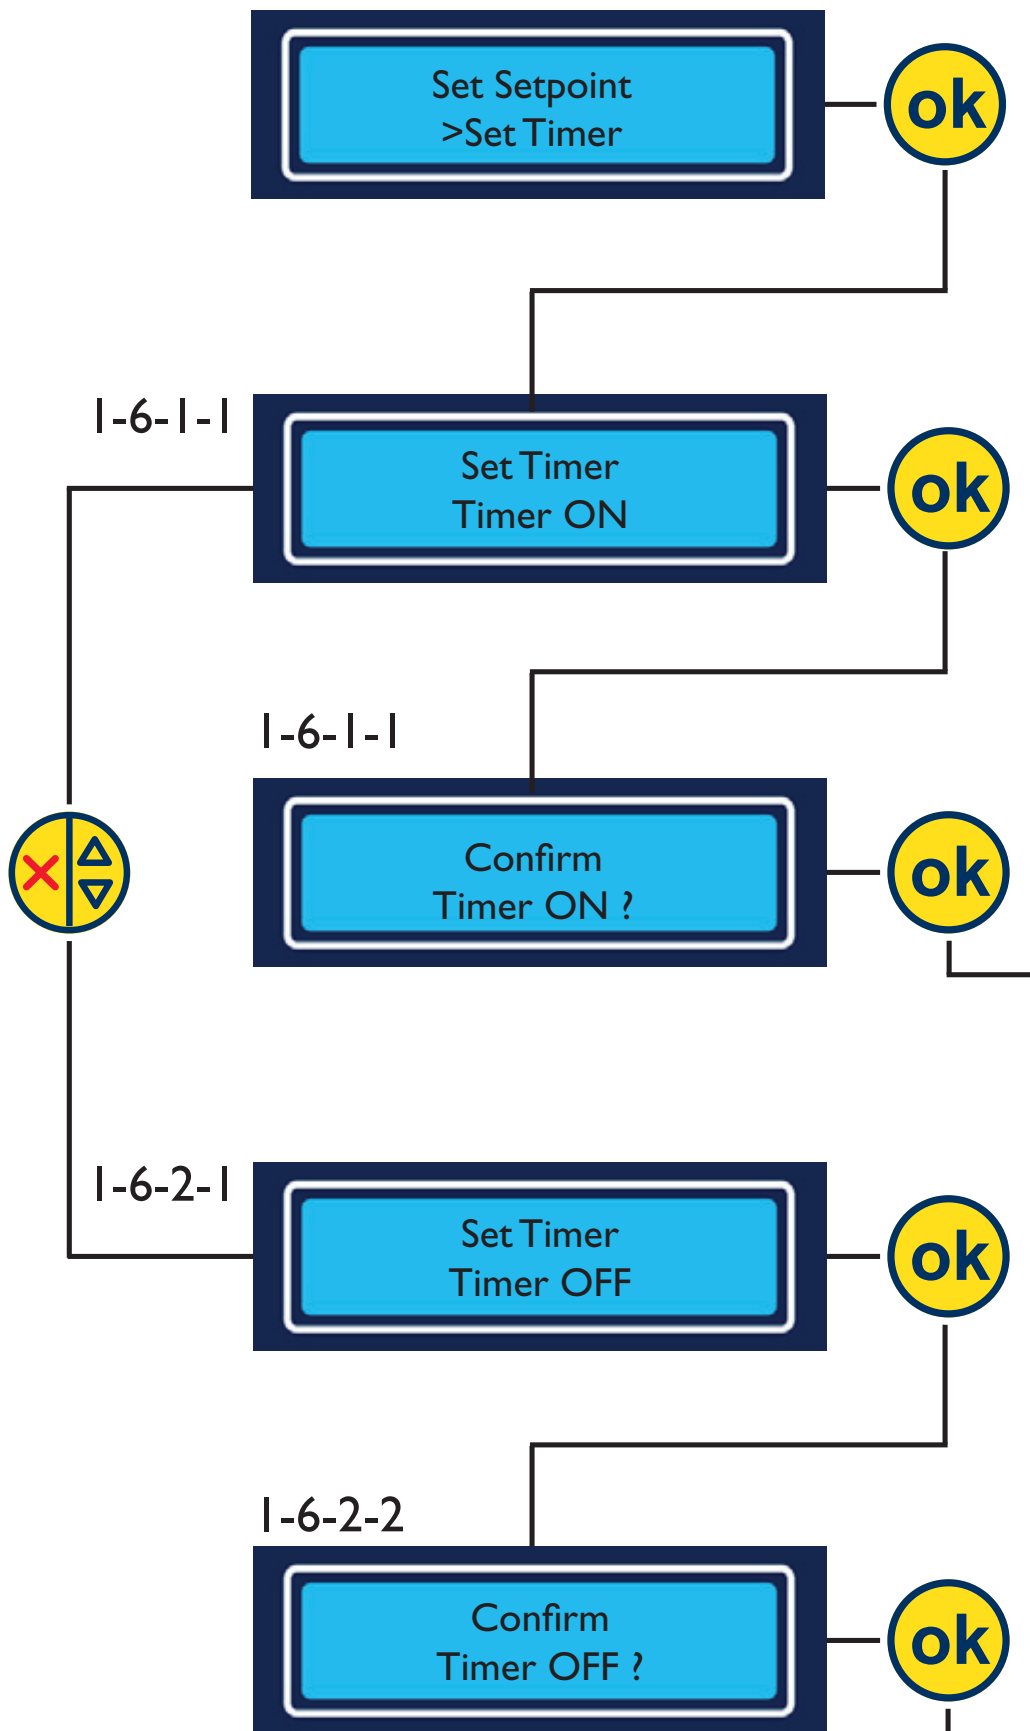 Set Setpoint
>Set Timer
ok
1-6-1-1
Set Timer
Timer ON
ok
1-6-1-1
Confirm
Timer ON ?
ok
1-6-2-1
Set Timer
Timer OFF
ok
1-6-2-2
Confirm
Timer OFF ?
ok